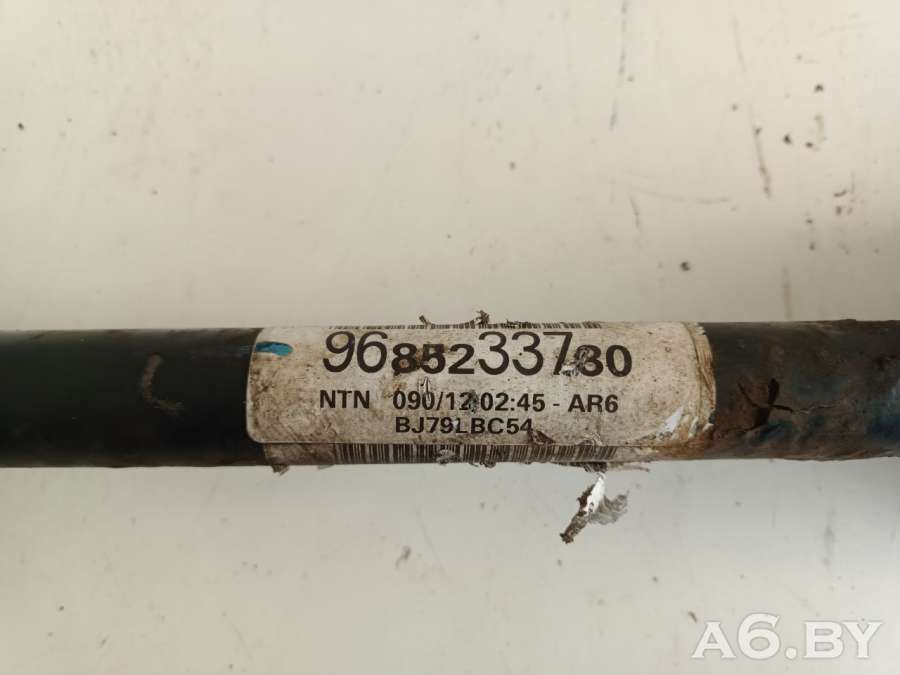 9685233780
NTN 090/12 02:45 - AR6
BJ79LBC54
A6.BY